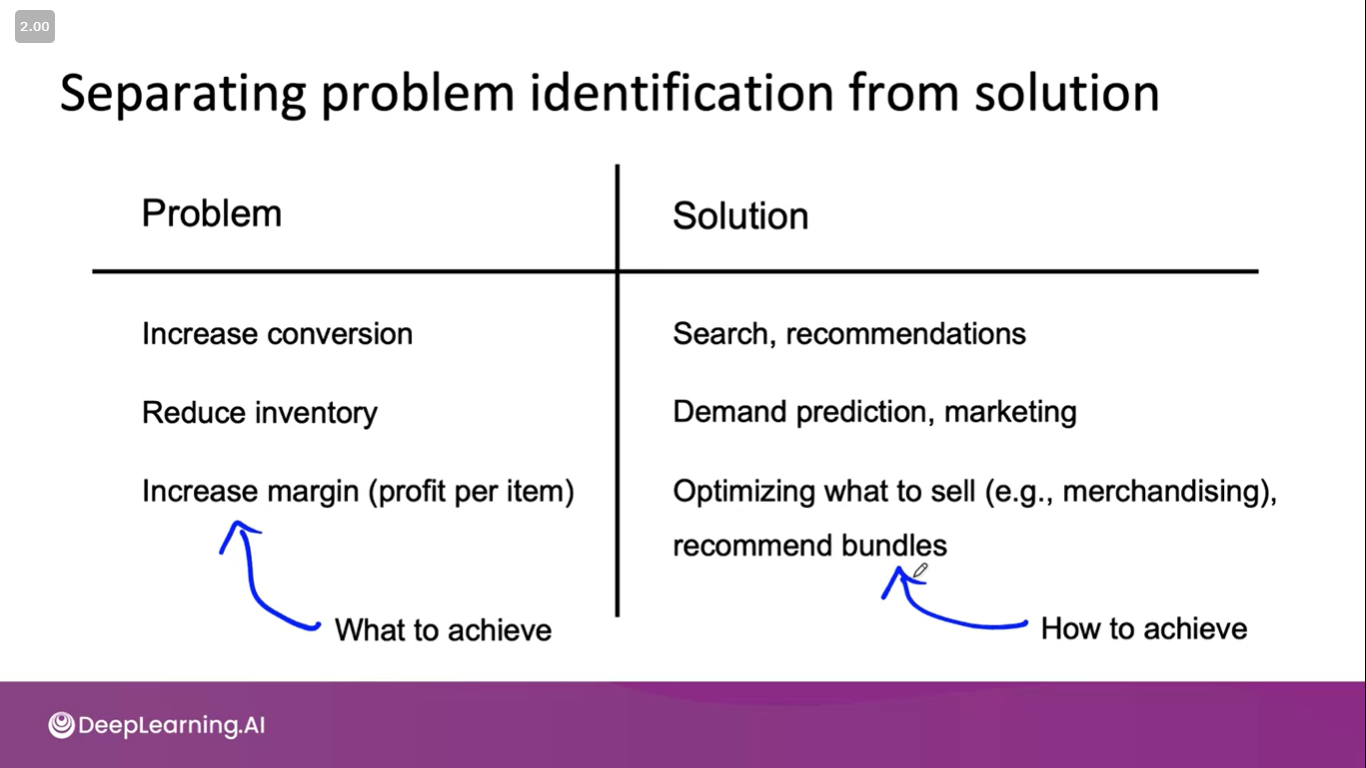 2.00
Separating problem identification from solution
Problem
Solution
Increase conversion
Search, recommendations
Reduce inventory
Demand prediction, marketing
Increase margin (profit per item)
Optimizing what to sell (e.g., merchandising),
recommend bundles
What to achieve
How to achieve
DeepLearning.AI